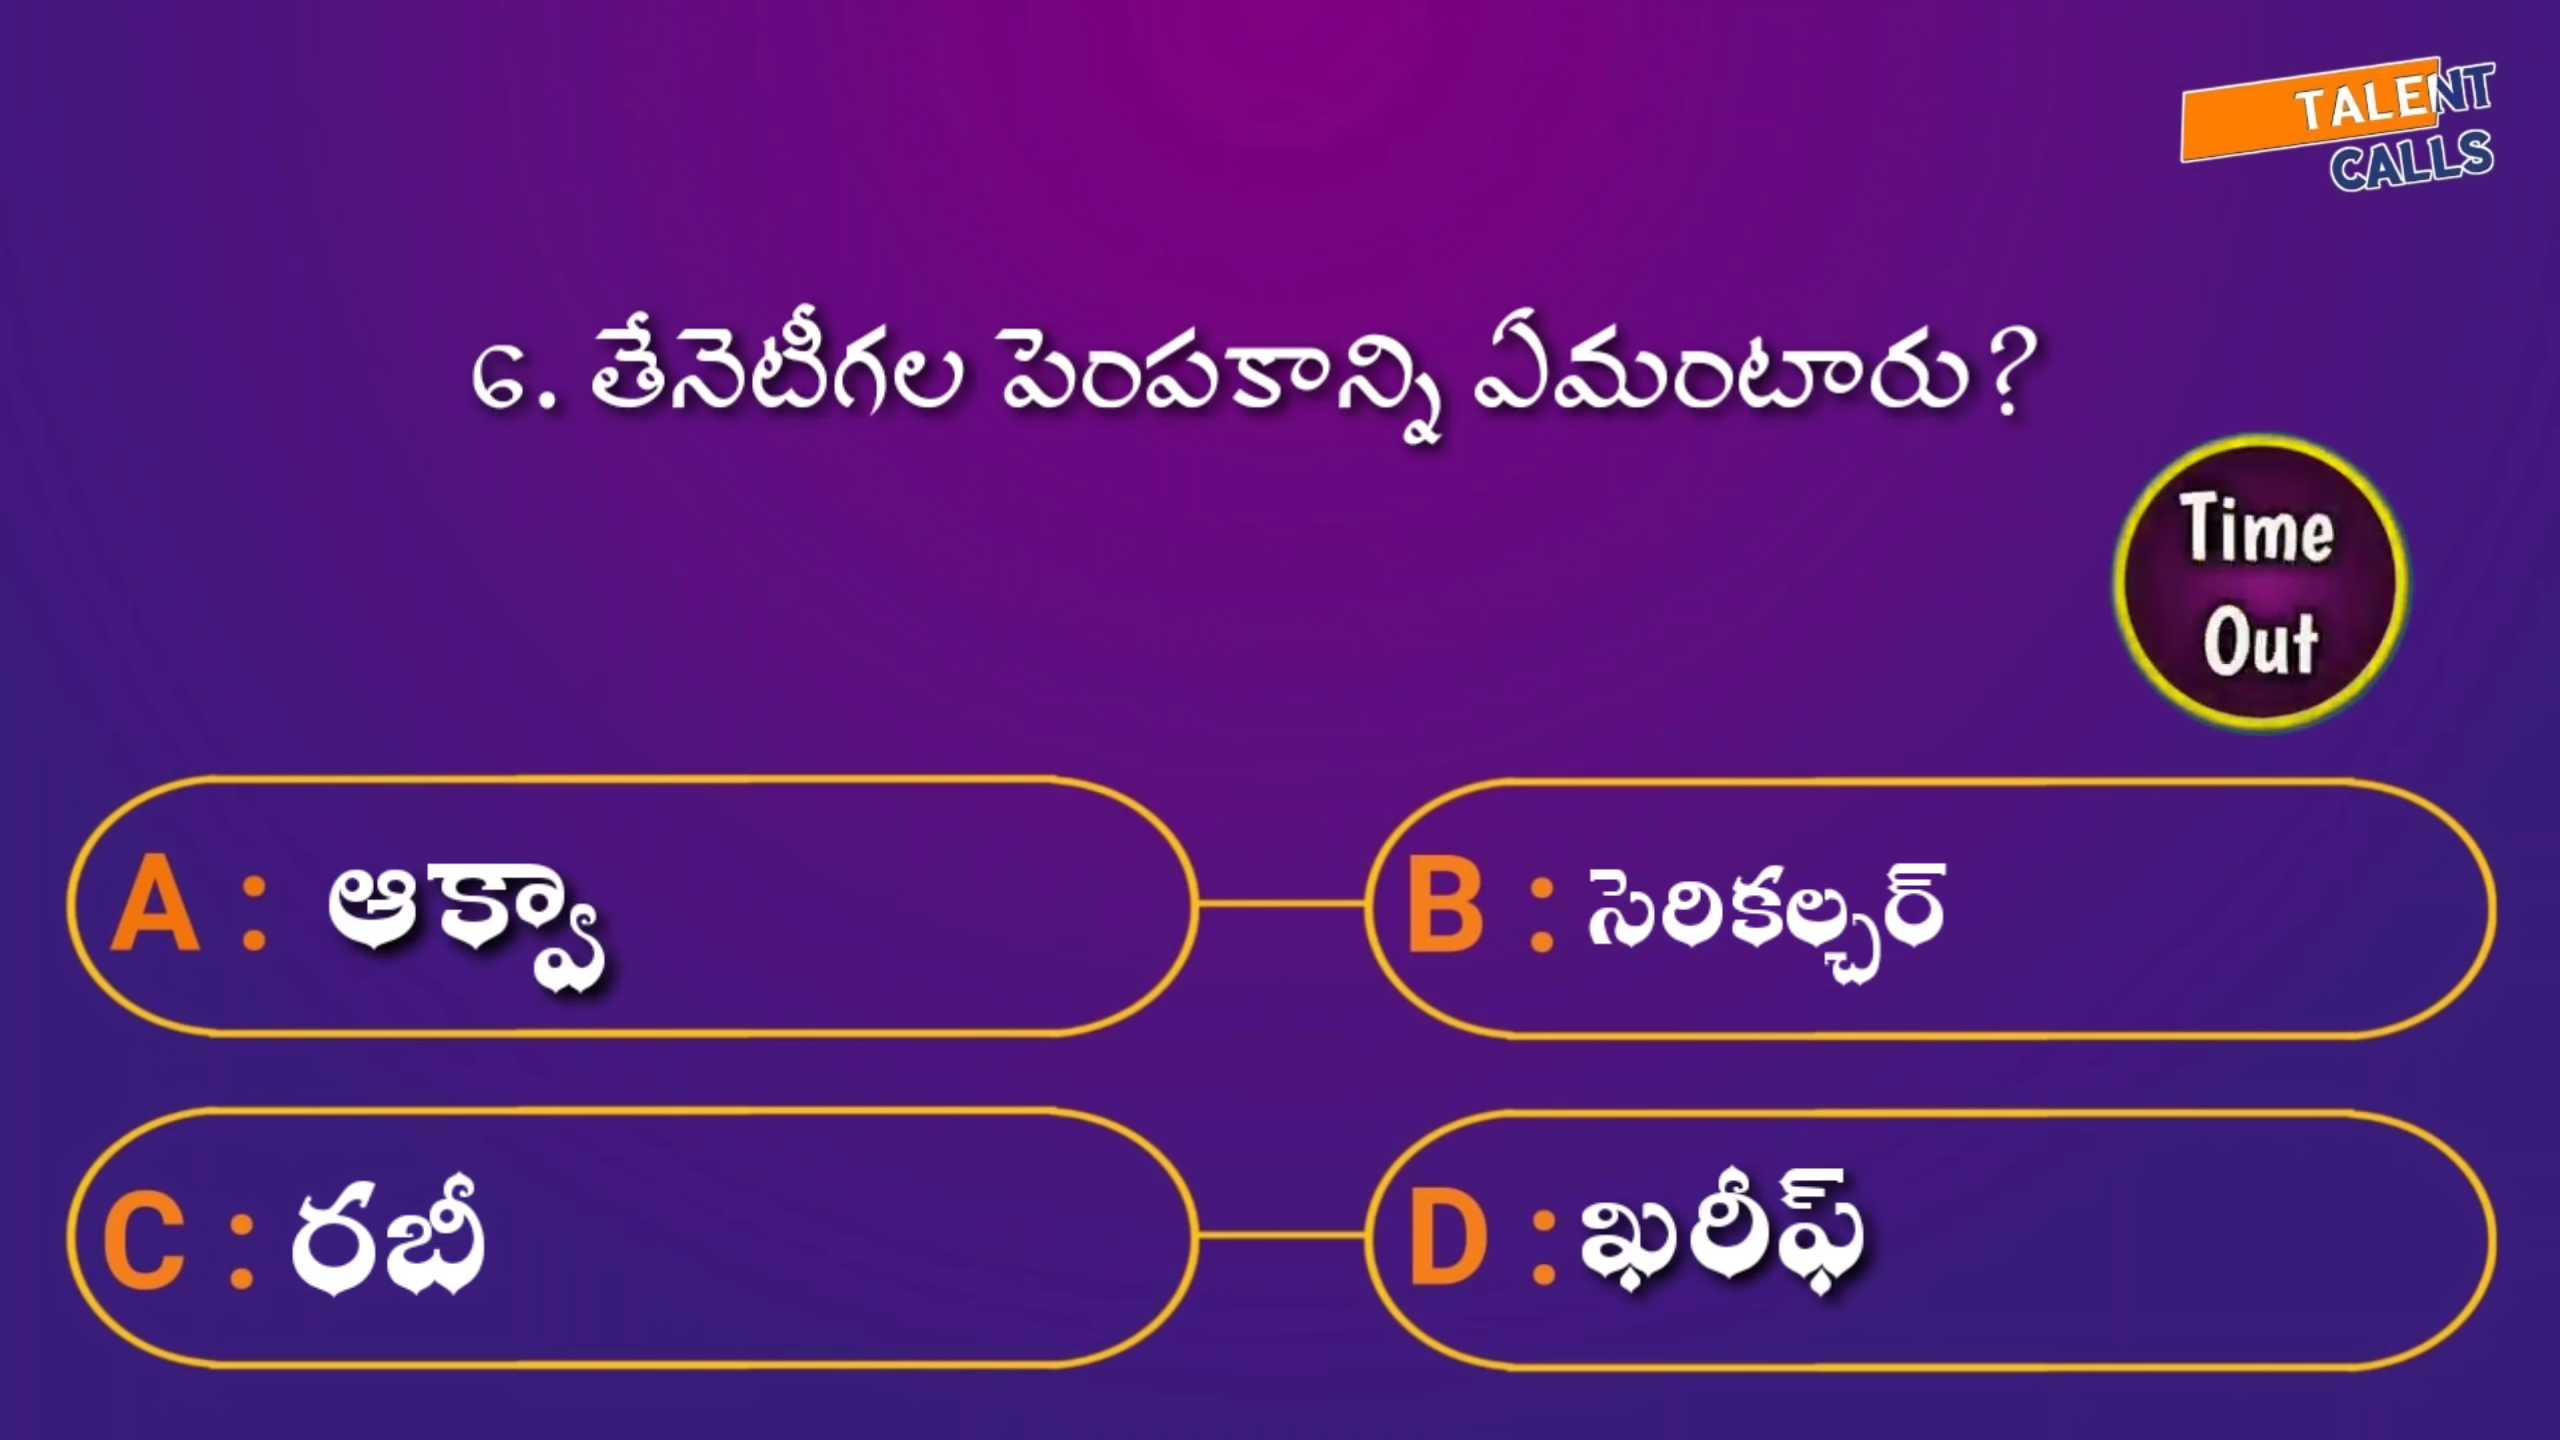 TALENT
CALLS
6. తేనెటీగల పెంపకాన్ని ఏమంటారు?
Time
Out
A : ఆక్వా
B : సెరికల్చర్
C : రబీ
D : ఖరీఫ్